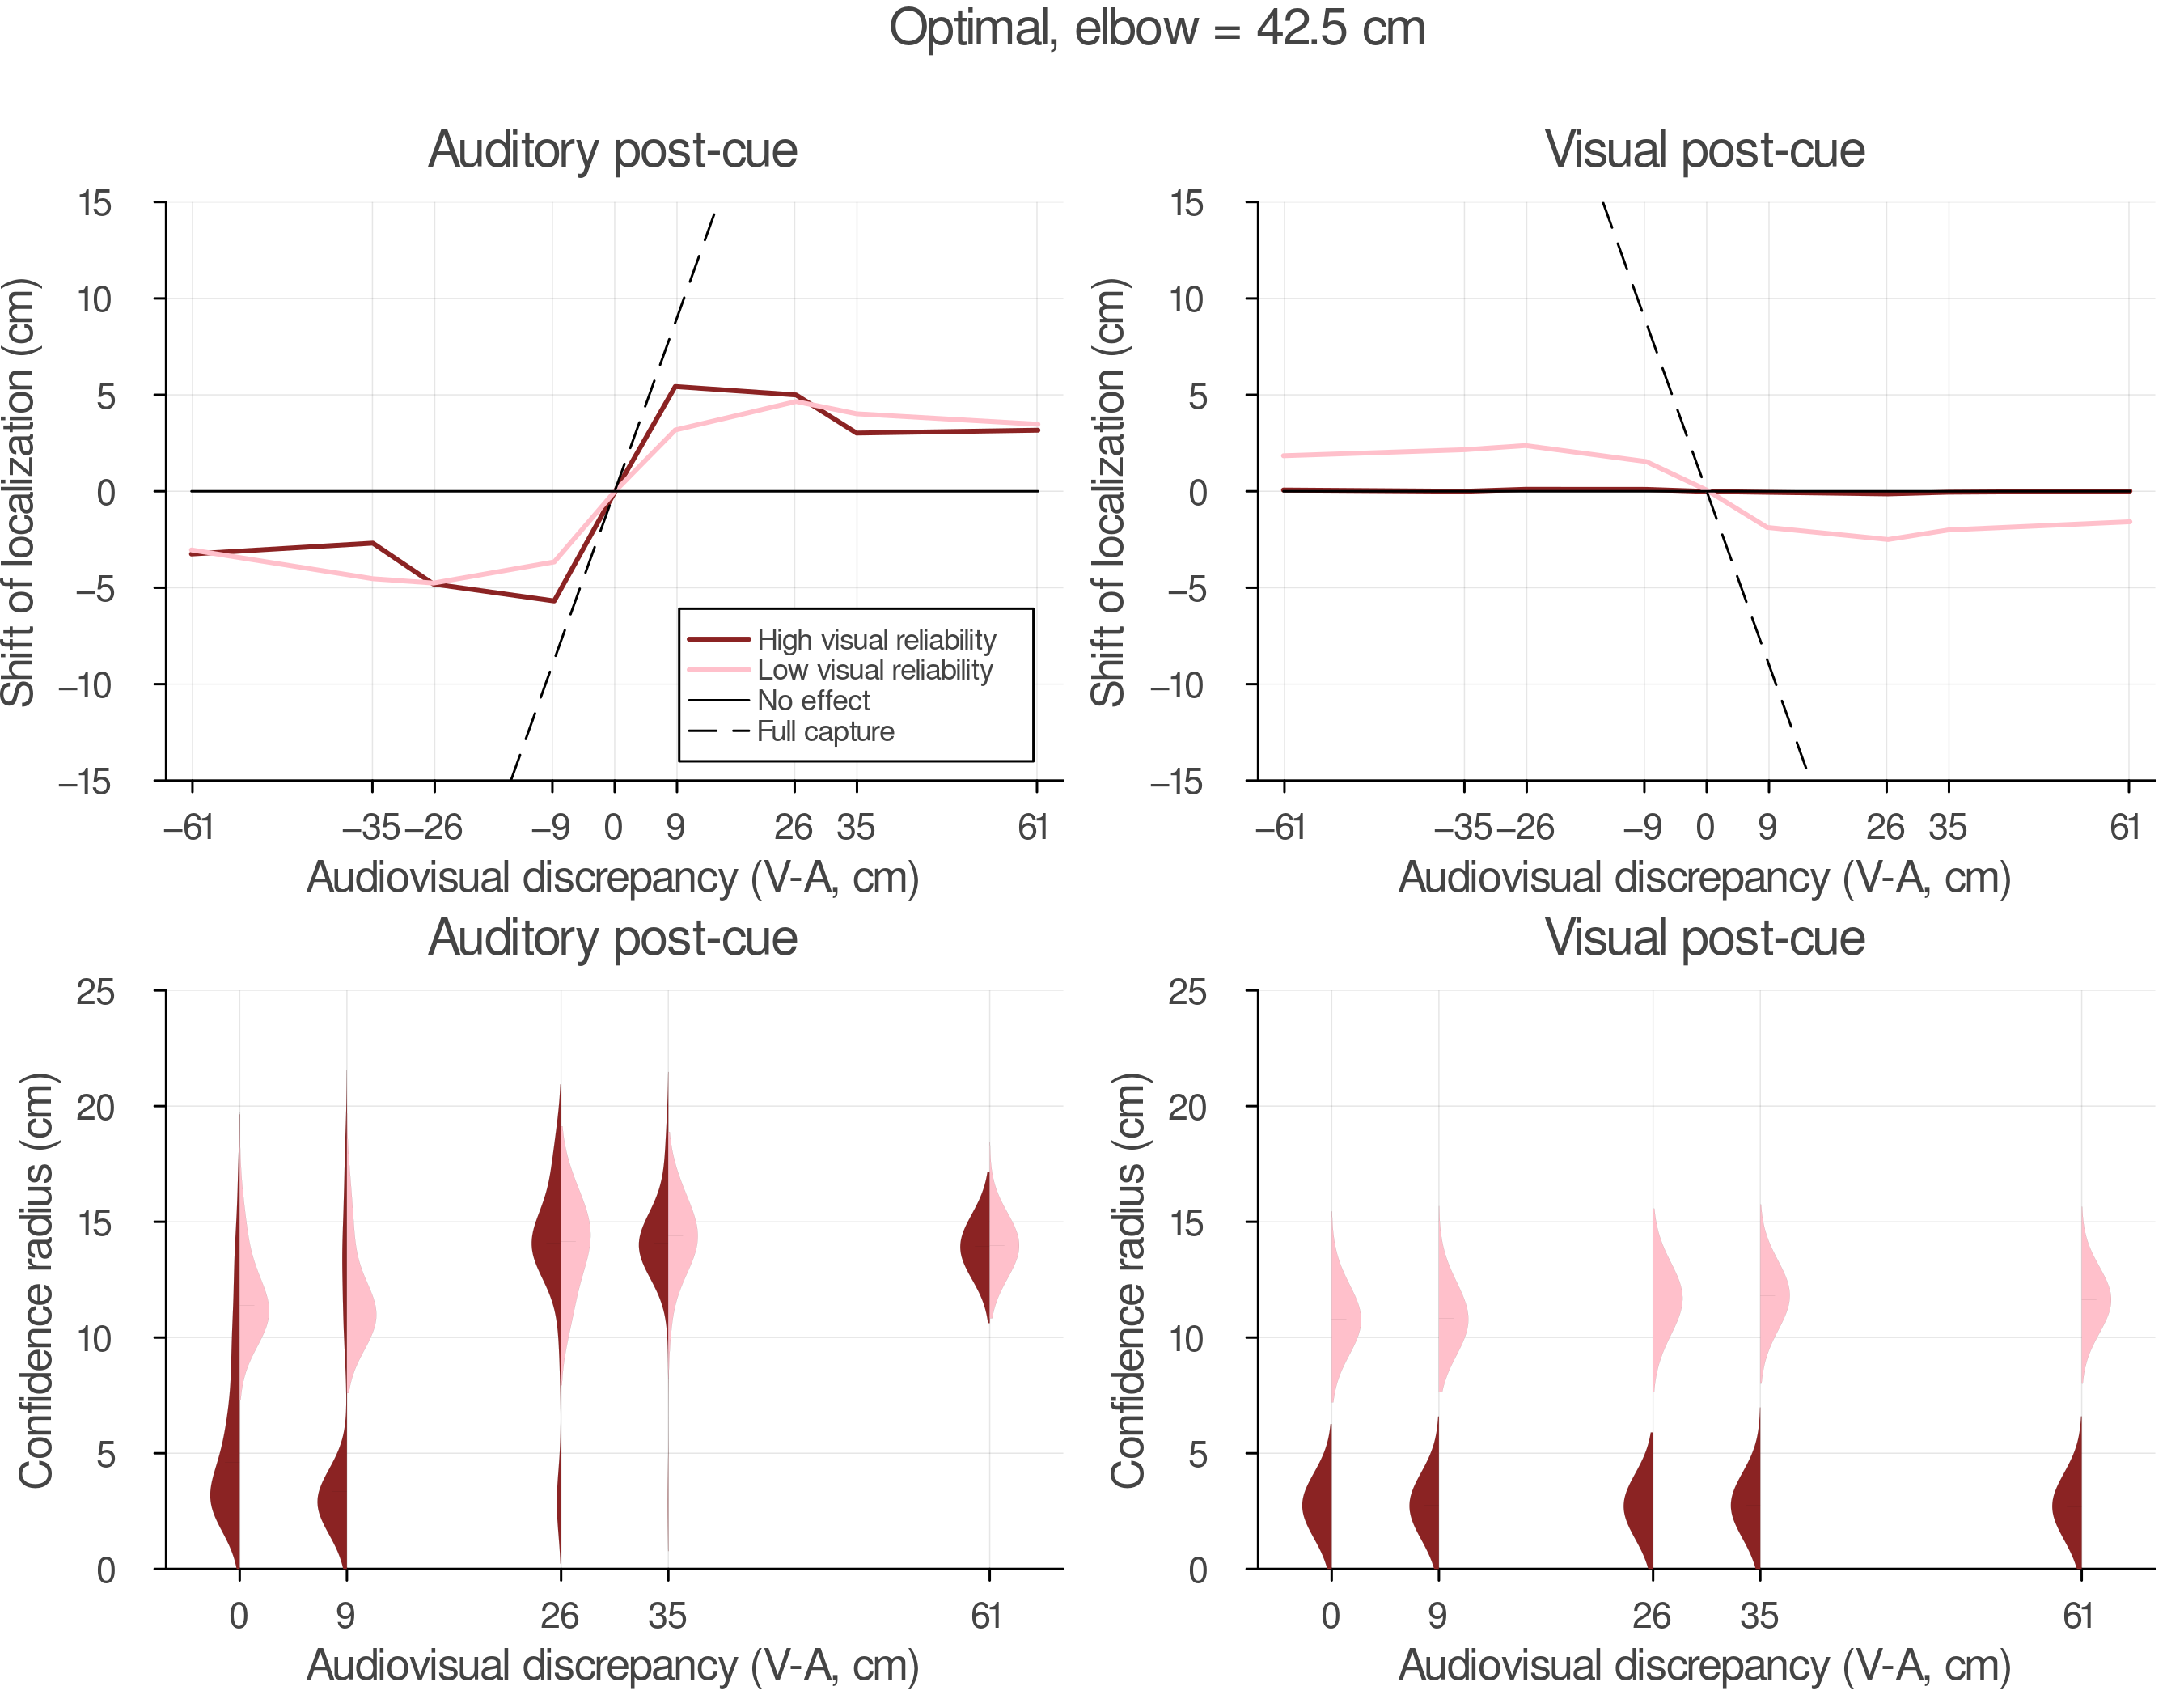 Optimal, elbow = 42.5 cm
Auditory post-cue
Shift of localization (cm)
15
10
5
0
−5
−10
−15
High visual reliability
Low visual reliability
No effect
Full capture
−61 −35 −26 −9 0 9 26 35 61
Audiovisual discrepancy (V-A, cm)
Visual post-cue
Shift of localization (cm)
15
10
5
0
−5
−10
−15
−61 −35 −26 −9 0 9 26 35 61
Audiovisual discrepancy (V-A, cm)
Auditory post-cue
Confidence radius (cm)
25
20
15
10
5
0
0 9 26 35 61
Audiovisual discrepancy (V-A, cm)
Visual post-cue
Confidence radius (cm)
25
20
15
10
5
0
0 9 26 35 61
Audiovisual discrepancy (V-A, cm)